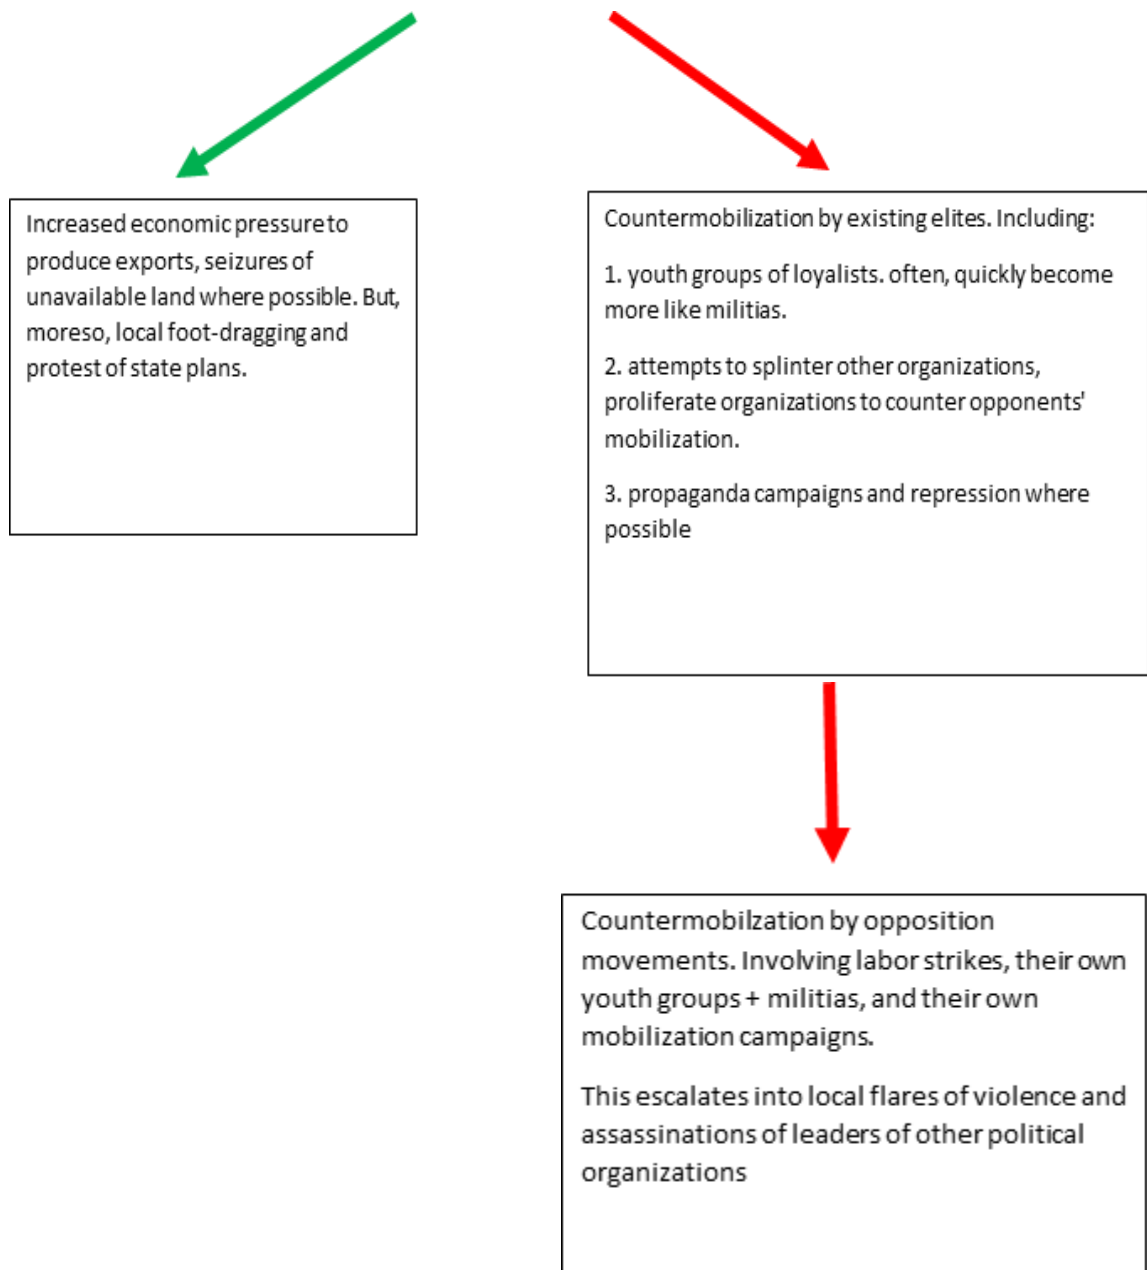 Increased economic pressure to
produce exports, seizures of
unavailable land where possible. But,
moreso, local foot-dragging and
protest of state plans.
Countermobilization by existing elites. Including:
1. youth groups of loyalists. often, quickly become
more like militias.
2. attempts to splinter other organizations,
proliferate organizations to counter opponents'
mobilization.
3. propaganda campaigns and repression where
possible
Countermobilzation by opposition
movements. Involving labor strikes, their own
youth groups + militias, and their own
mobilization campaigns.
This escalates into local flares of violence and
assassinations of leaders of other political
organizations